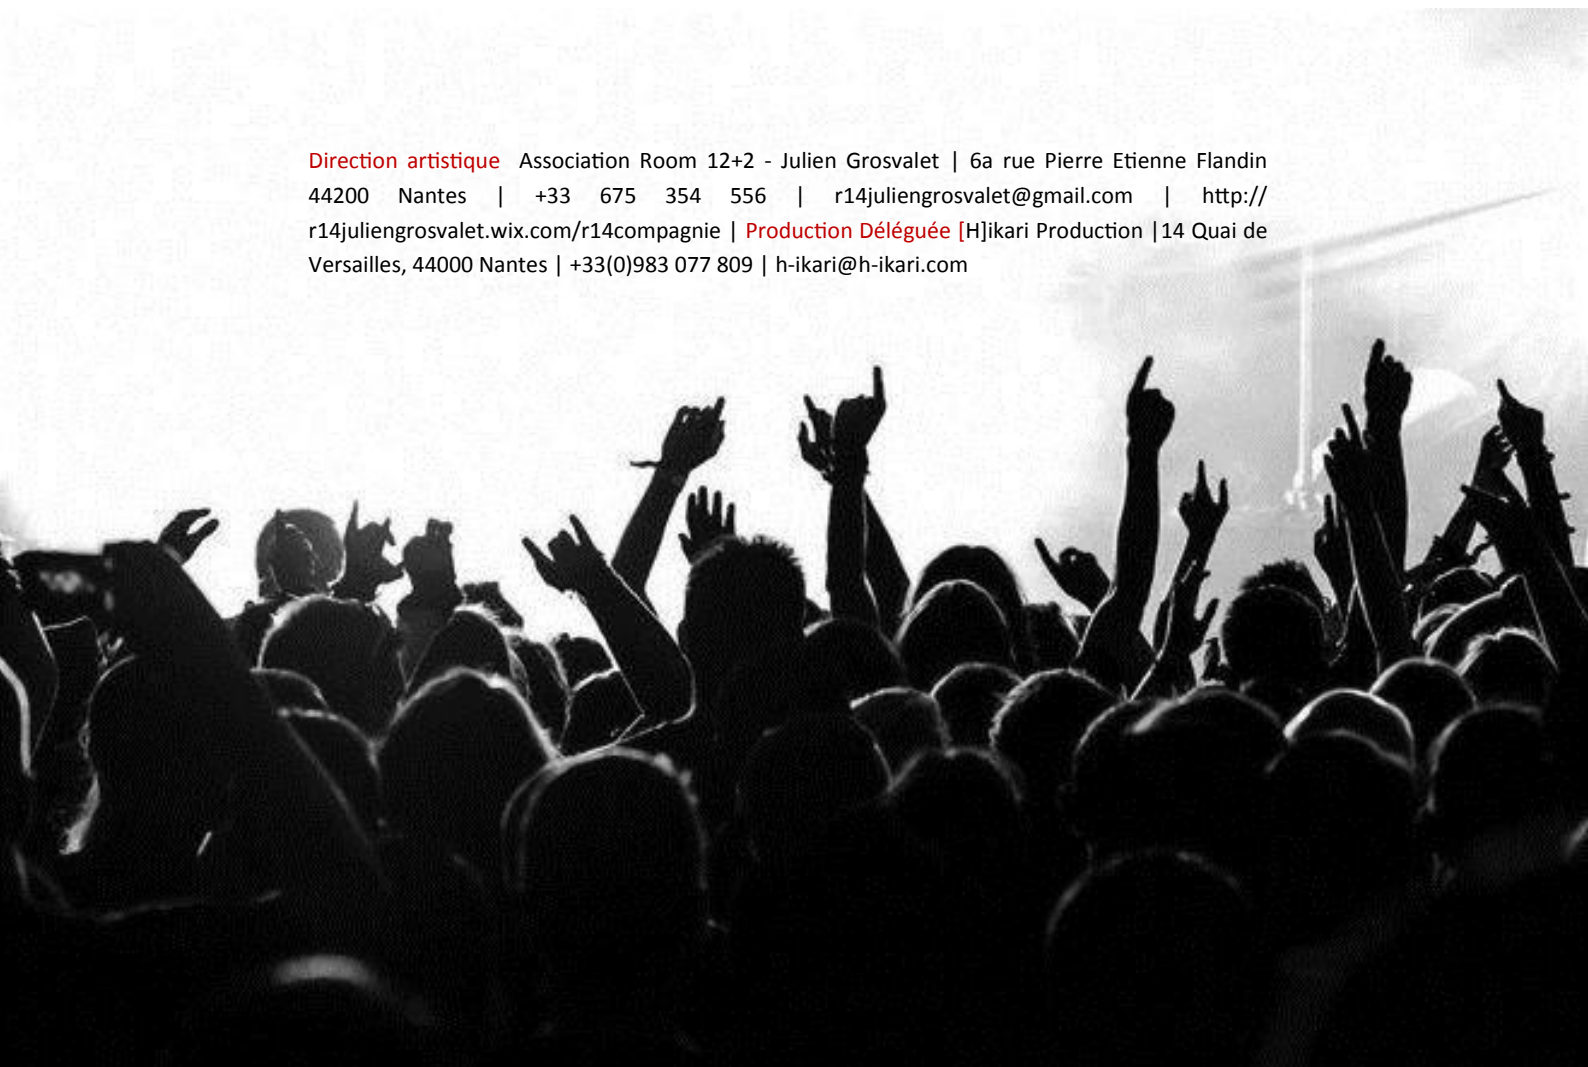 Direction artistique Association Room 12+2 - Julien Grosvalet | 6a rue Pierre Etienne Flandin
44200 Nantes | +33 675 354 556 | r14juliengrosvalet@gmail.com | http://
r14juliengrosvalet.wix.com/r14compagnie | Production Déléguée [H]ikari Production |14 Quai de
Versailles, 44000 Nantes | +33(0)983 077 809 | h-ikari@h-ikari.com